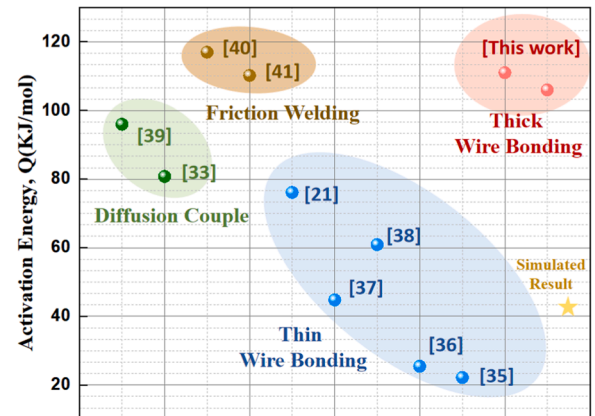 120
100
80
60
40
20
Activation Energy, Q(KJ/mol)
[40]
[41]
Friction Welding
[This work]
Thick
Wire Bonding
[39]
[33]
Diffusion Couple
[21]
[38]
[37]
[36]
[35]
Thin
Wire Bonding
Simulated
Result